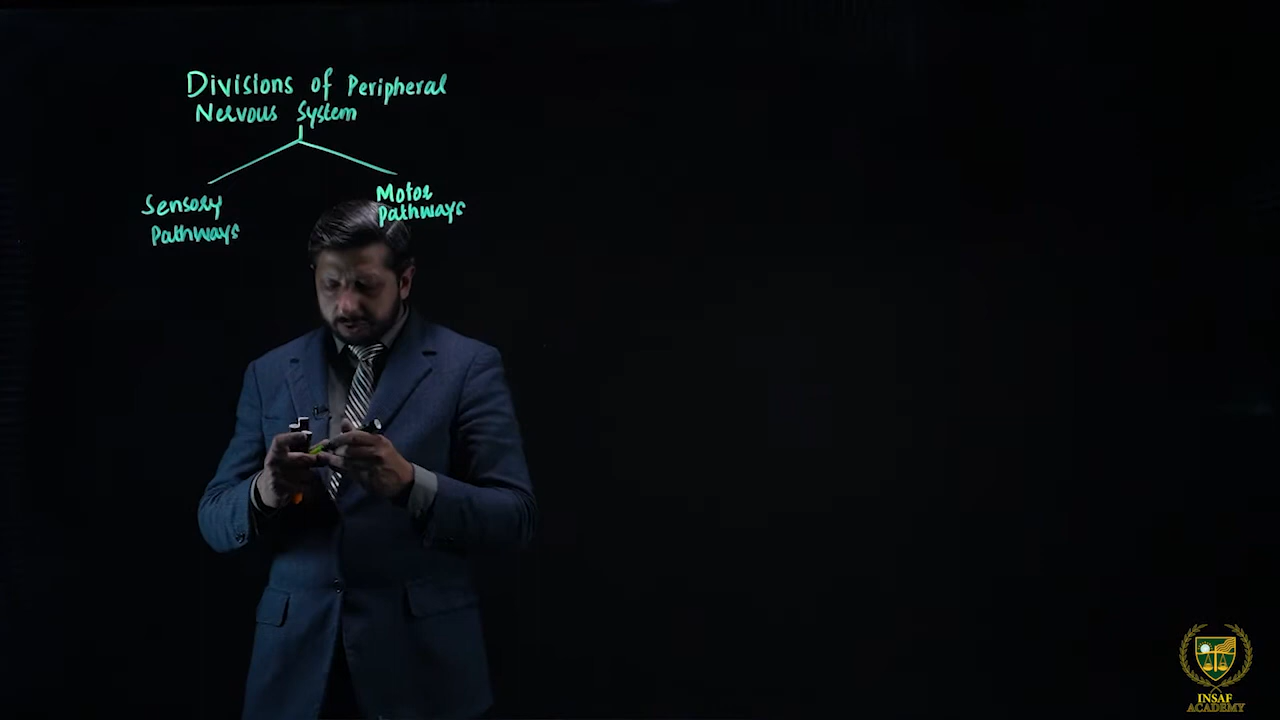 Divisions of Peripheral
Nervous System
Sensory
Pathways
Motor
Pathways
INSAF
ACADEMY